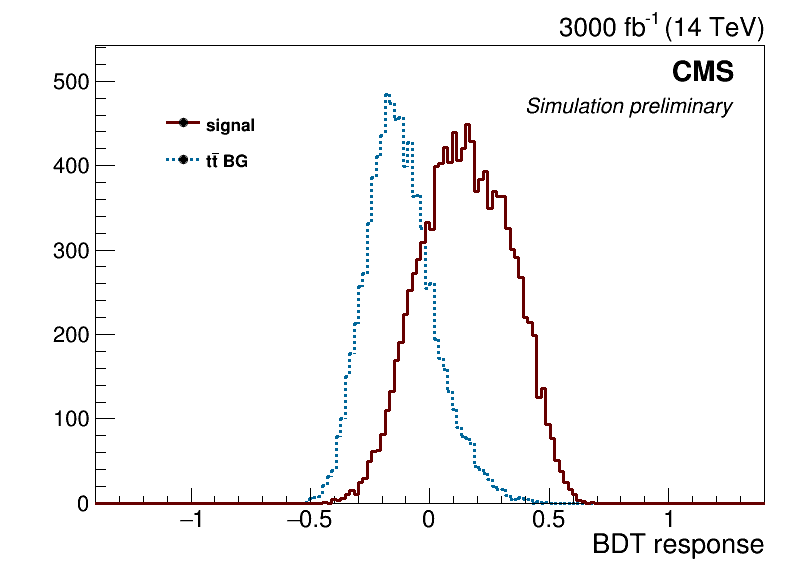 3000 fb⁻¹ (14 TeV)
CMS
Simulation preliminary
signal
tt̄ BG
500
400
300
200
100
0
−1
−0.5
0
0.5
1
BDT response